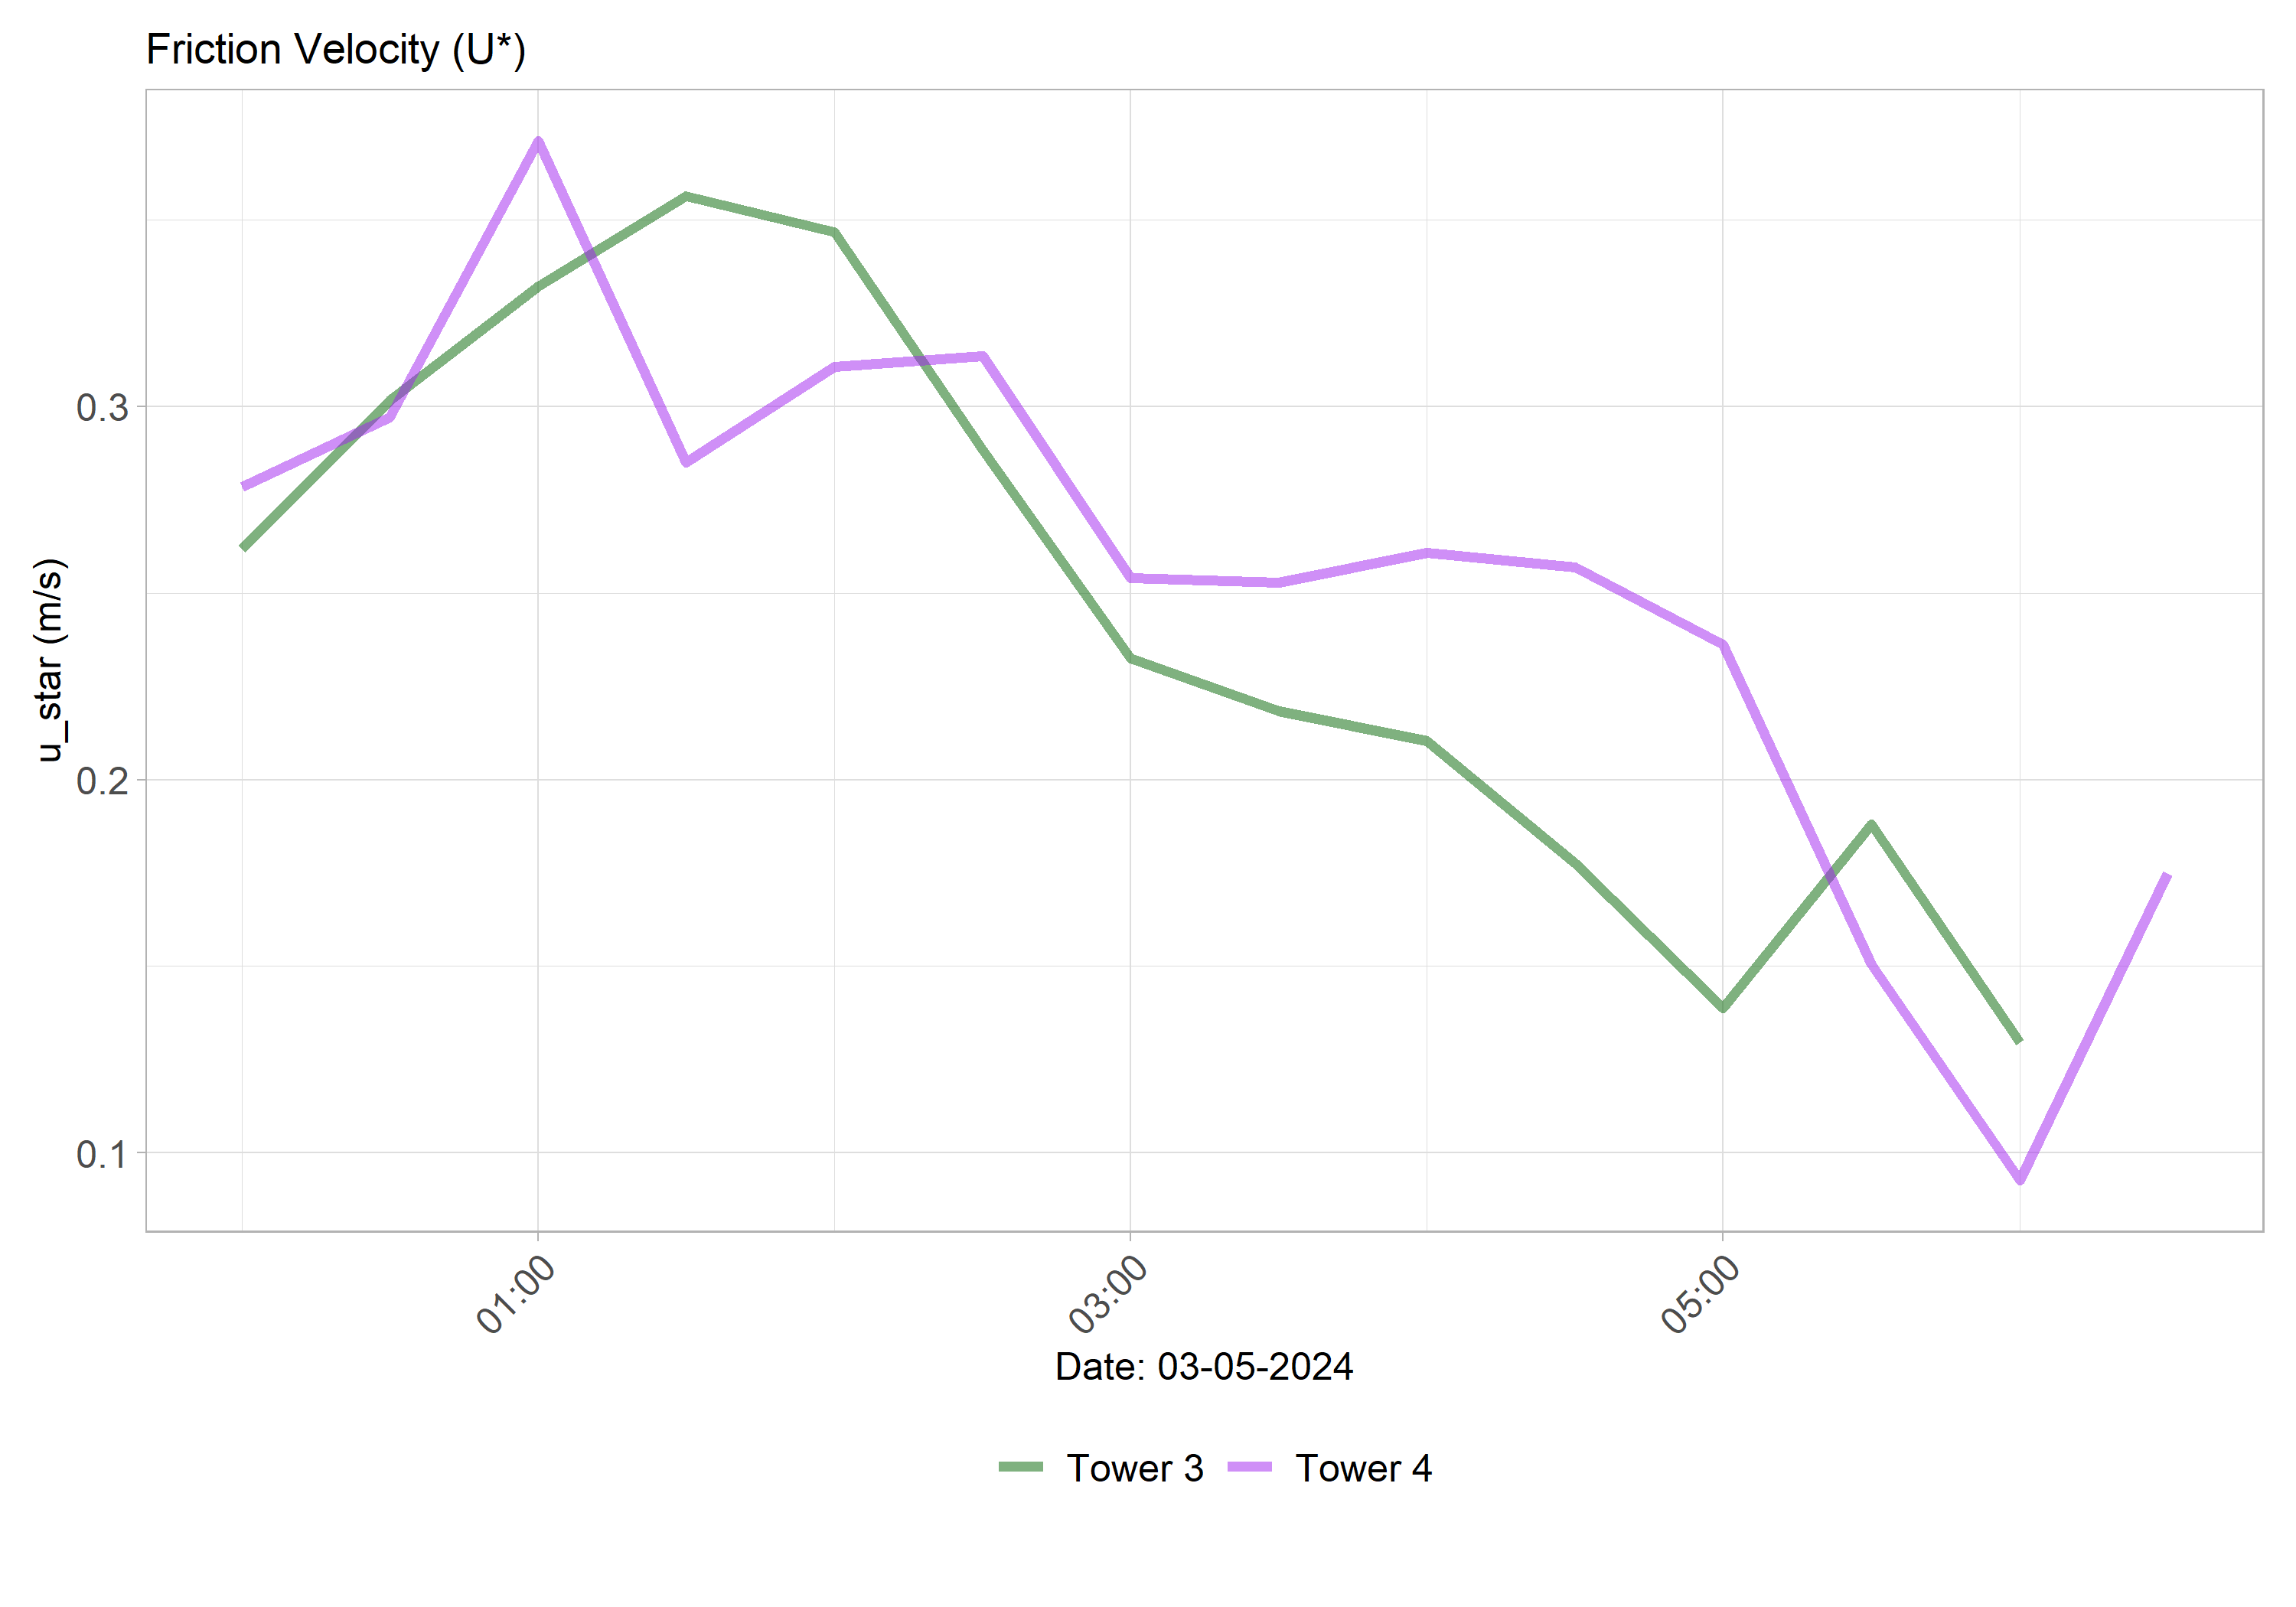 Friction Velocity (U*)
u_star (m/s)
0.3
0.2
0.1
01:00
03:00
05:00
Date: 03-05-2024
Tower 3
Tower 4